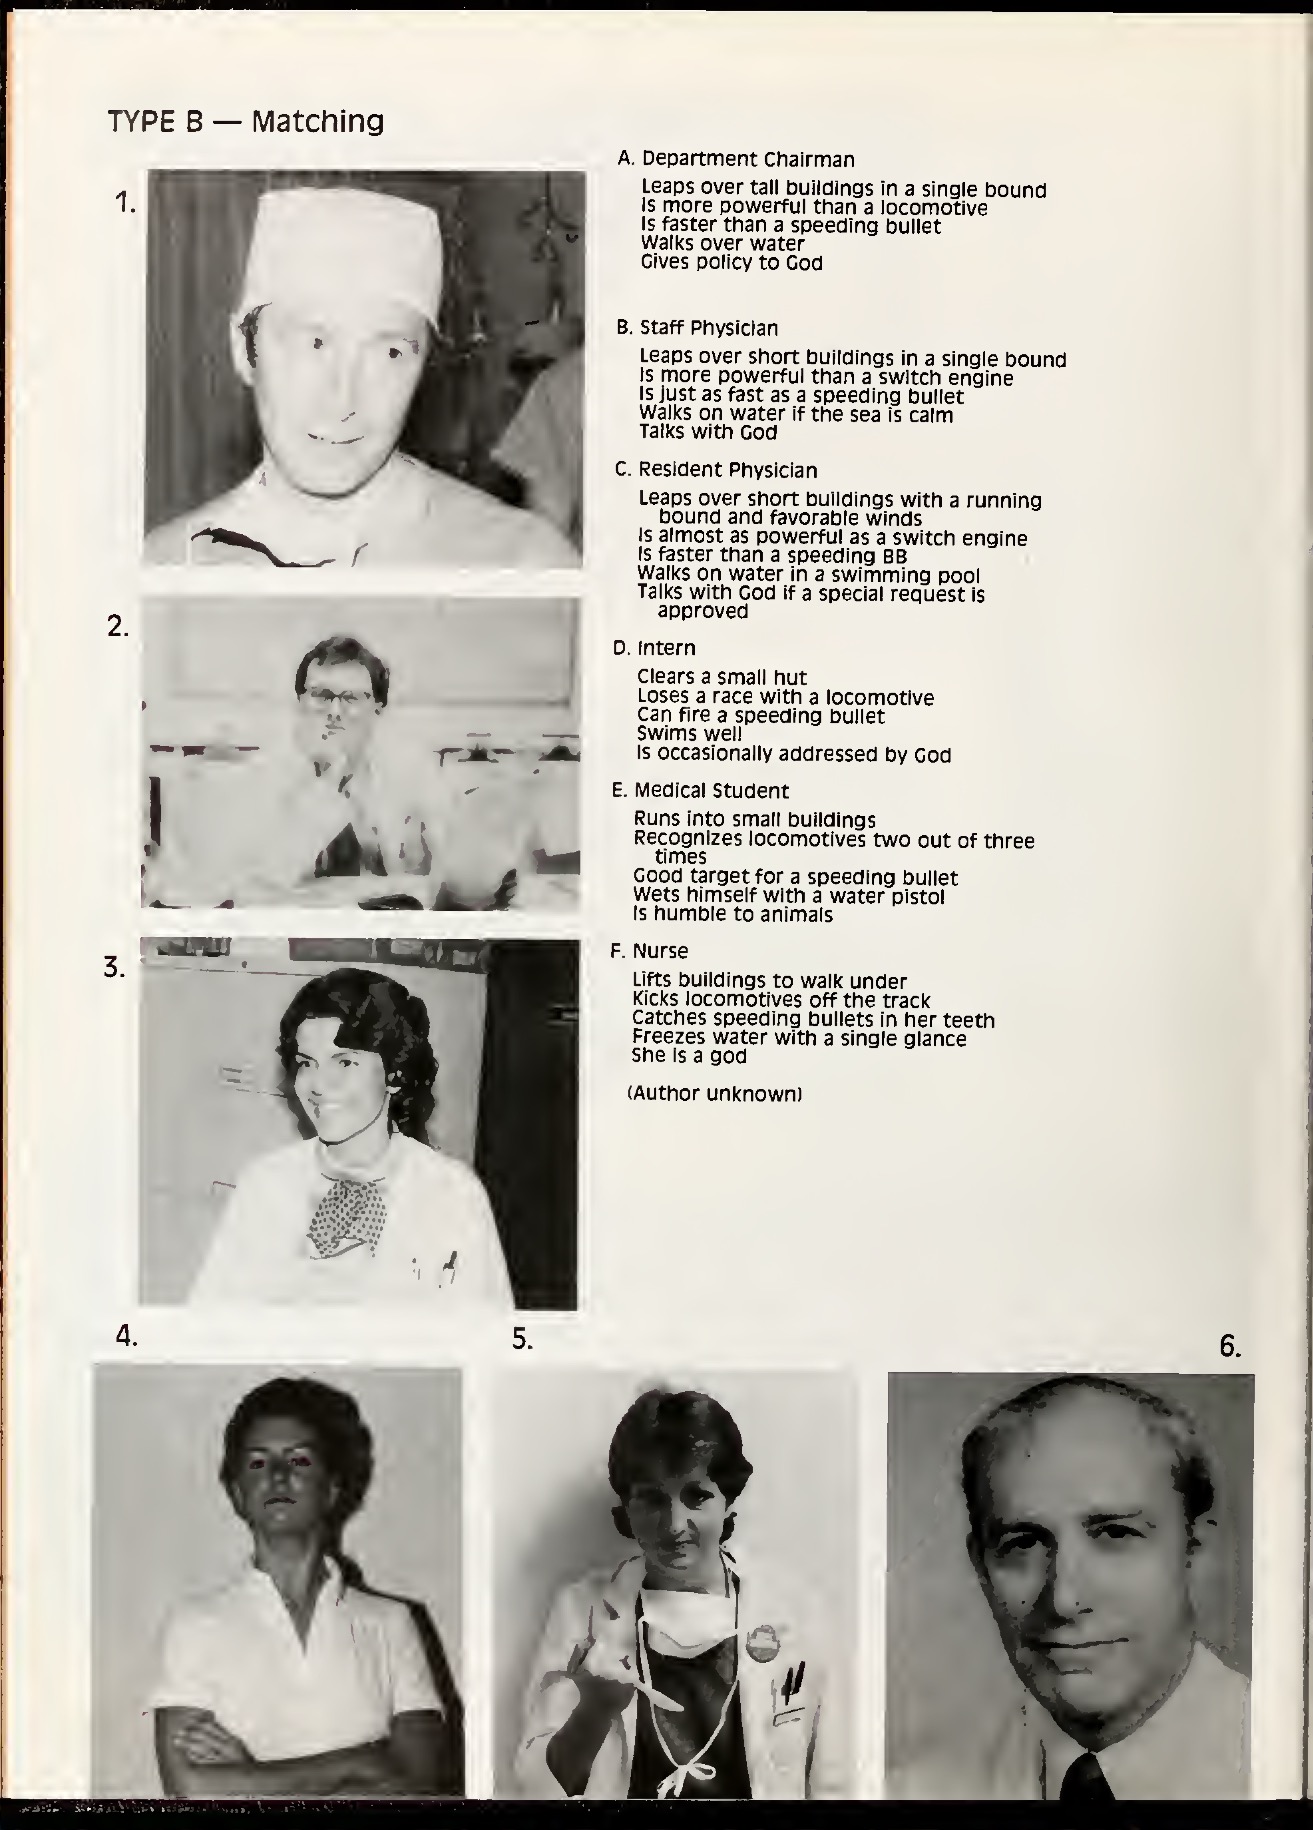 TYPE B — Matching
1.
2.
3.
A. Department Chairman
Leaps over tall buildings in a single bound
Is more powerful than a locomotive
Is faster than a speeding bullet
Walks over water
Gives policy to God
B. Staff Physician
Leaps over short buildings in a single bound
Is more powerful than a switch engine
Is just as fast as a speeding bullet
Walks on water if the sea is calm
Talks with God
C. Resident Physician
Leaps over short buildings with a running
bound and favorable winds
Is almost as powerful as a switch engine
Is faster than a speeding BB
Walks on water in a swimming pool
Talks with God if a special request is
approved
D. Intern
Clears a small hut
Loses a race with a locomotive
Can fire a speeding bullet
Swims well
Is occasionally addressed by God
E. Medical Student
Runs into small buildings
Recognizes locomotives two out of three
times
Good target for a speeding bullet
Wets himself with a water pistol
Is humble to animals
F. Nurse
Lifts buildings to walk under
Kicks locomotives off the track
Catches speeding bullets in her teeth
Freezes water with a single glance
She is a god
(Author unknown)
4.
5.
6.